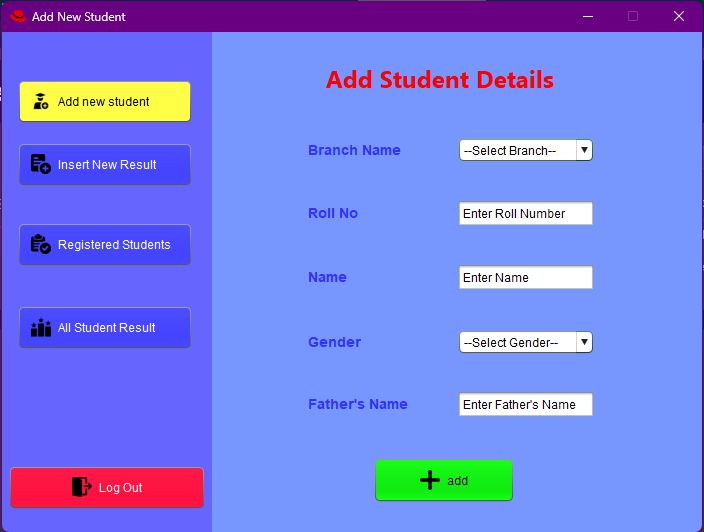 Add New Student
Add new student
Insert New Result
Registered Students
All Student Result
Log Out
Add Student Details
Branch Name
--Select Branch--
Roll No
Enter Roll Number
Name
Enter Name
Gender
--Select Gender--
Father's Name
Enter Father's Name
add